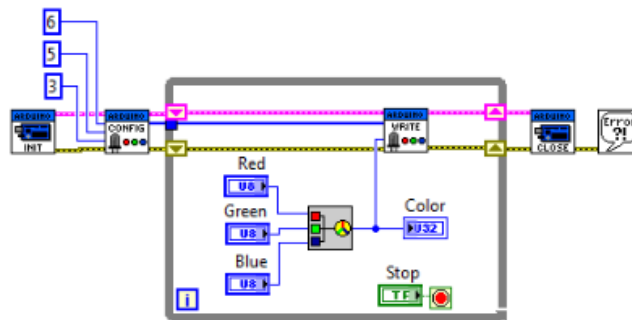 6
5
3
ARDUINO
INIT
ARDUINO
CONFIG
ARDUINO
WRITE
ARDUINO
CLOSE
Error
?!
Red
U8
Green
U8
Blue
U8
Color
U32
Stop
TF
i